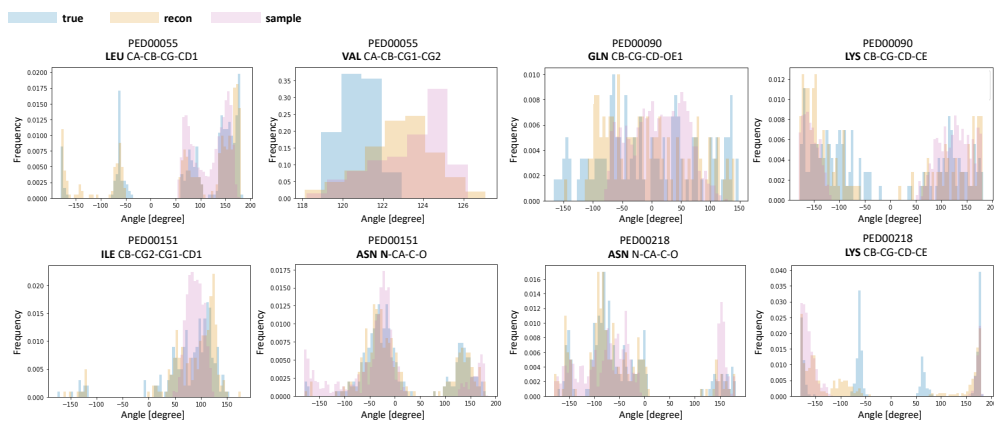 true recon sample
PED00055 PED00055 PED00090 PED00090
LEU CA-CB-CG-CD1 VAL CA-CB-CG1-CG2 GLN CB-CG-CD-OE1 LYS CB-CG-CD-CE
Frequency
0.0200
0.0175
0.0150
0.0125
0.0100
0.0075
0.0050
0.0025
0.0000
−150 −100 −50 0 50 100 150 200
Angle [degree]
Frequency
0.35
0.30
0.25
0.20
0.15
0.10
0.05
0.00
118 120 122 124 126
Angle [degree]
Frequency
0.010
0.008
0.006
0.004
0.002
0.000
−150 −100 −50 0 50 100 150
Angle [degree]
Frequency
0.012
0.010
0.008
0.006
0.004
0.002
0.000
−150 −100 −50 0 50 100 150 200
Angle [degree]
PED00151 PED00151 PED00218 PED00218
ILE CB-CG2-CG1-CD1 ASN N-CA-C-O ASN N-CA-C-O LYS CB-CG-CD-CE
Frequency
0.025
0.020
0.015
0.010
0.005
0.000
−150 −100 −50 0 50 100 150
Angle [degree]
Frequency
0.0175
0.0150
0.0125
0.0100
0.0075
0.0050
0.0025
0.0000
−150 −100 −50 0 50 100 150 200
Angle [degree]
Frequency
0.016
0.014
0.012
0.010
0.008
0.006
0.004
0.002
0.000
−150 −100 −50 0 50 100 150
Angle [degree]
Frequency
0.040
0.035
0.030
0.025
0.020
0.015
0.010
0.005
0.000
−150 −100 −50 0 50 100 150 200
Angle [degree]